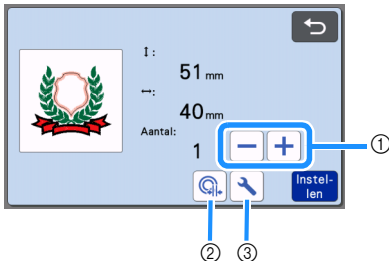 ↕:
51 mm
↔:
40 mm
Aantal:
1
− +
①
Instel-
len
② ③